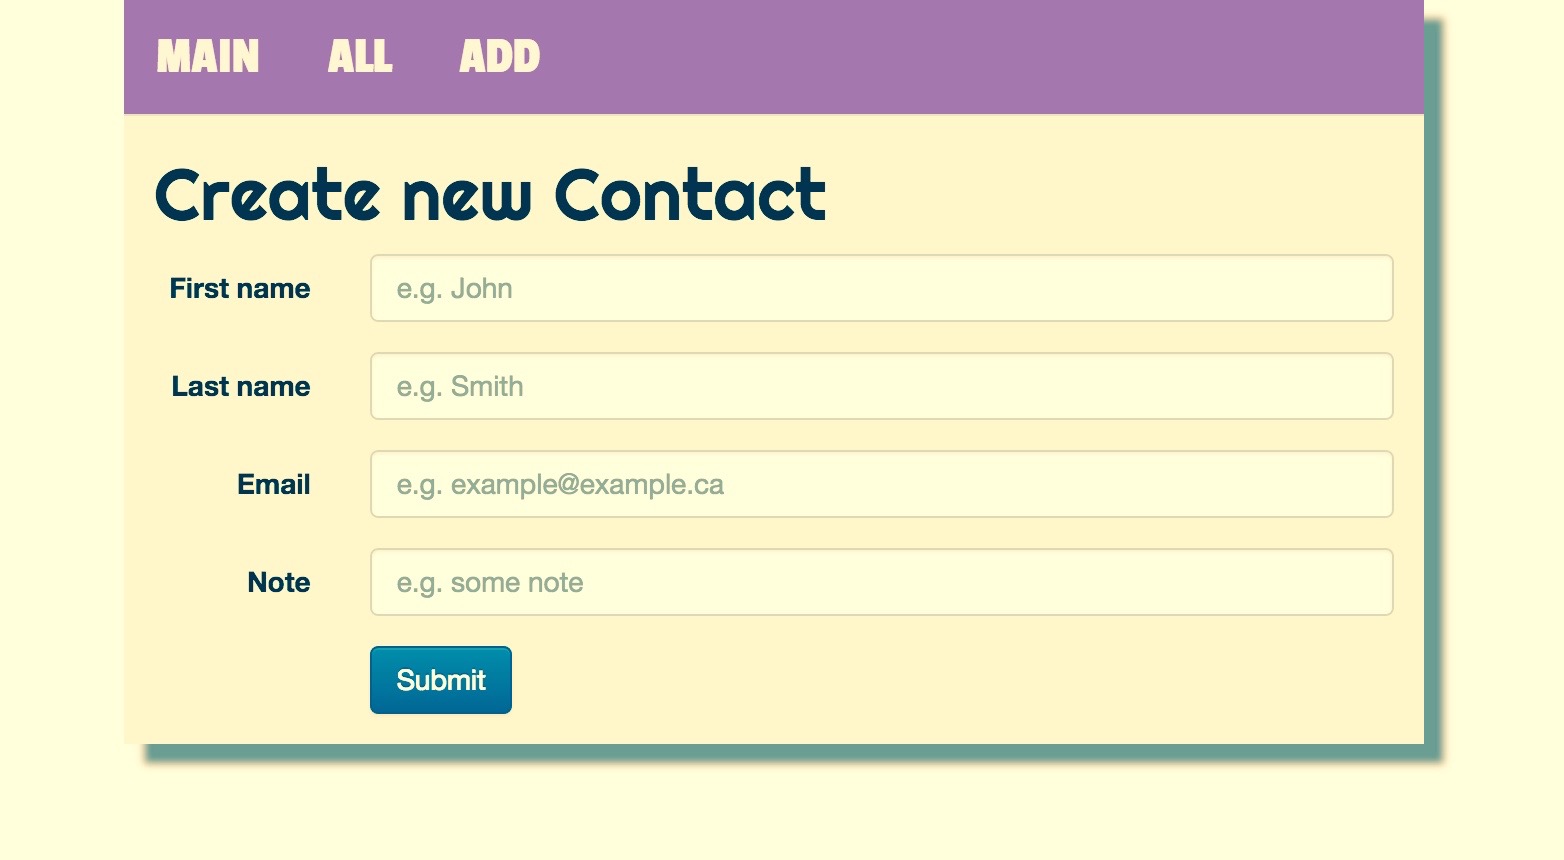 MAIN ALL ADD
Create new Contact
First name e.g. John
Last name e.g. Smith
Email e.g. example@example.ca
Note e.g. some note
Submit